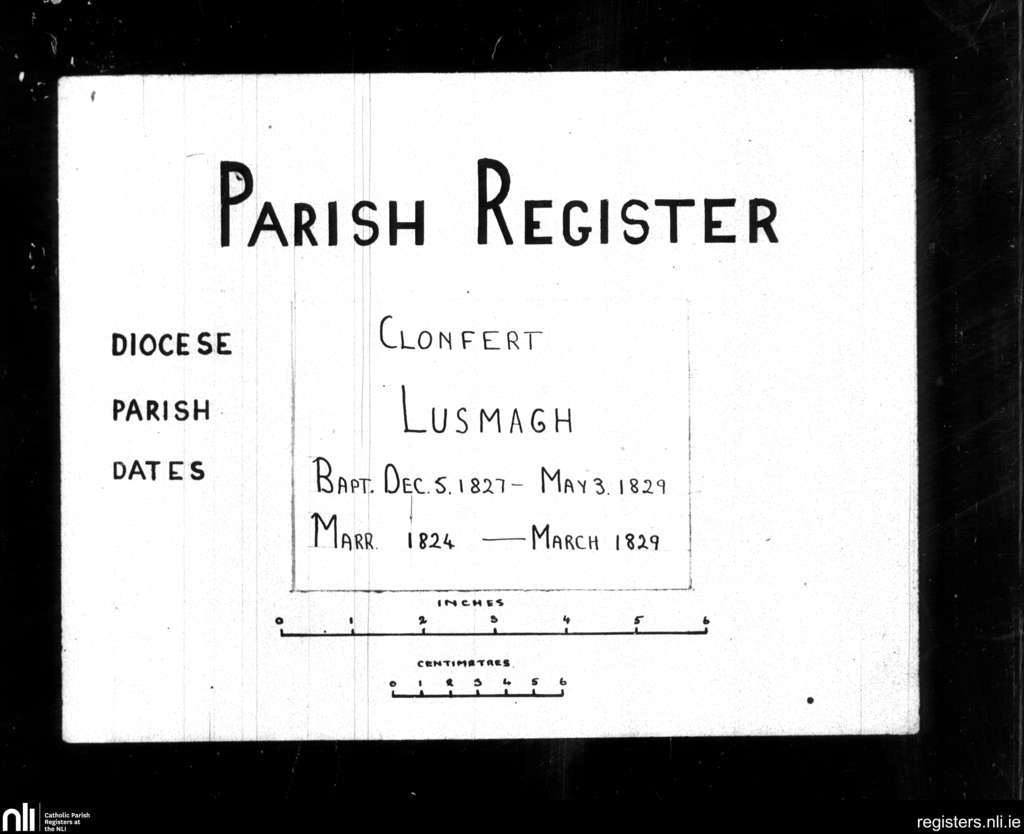 PARISH REGISTER
DIOCESE CLONFERT
PARISH LUSMAGH
DATES BAPT. DEC. 5. 1827 – MAY 3. 1829
MARR. 1824 — MARCH 1829
INCHES
0 1 2 3 4 5 6
CENTIMETRES
0 1 2 3 4 5 6
nli Catholic Parish
Registers at
the NLI
registers.nli.ie